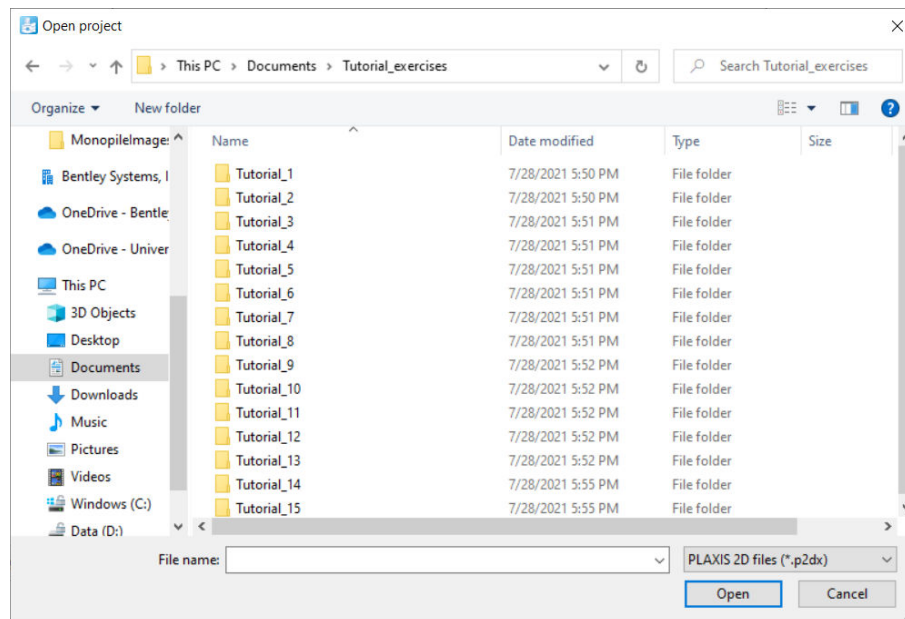 Open project
This PC > Documents > Tutorial_exercises
Search Tutorial_exercises
Organize
New folder
MonopileImage
Bentley Systems, I
OneDrive - Bentle
OneDrive - Univer
This PC
3D Objects
Desktop
Documents
Downloads
Music
Pictures
Videos
Windows (C:)
Data (D:)
Name Date modified Type Size
Tutorial_1 7/28/2021 5:50 PM File folder
Tutorial_2 7/28/2021 5:50 PM File folder
Tutorial_3 7/28/2021 5:51 PM File folder
Tutorial_4 7/28/2021 5:51 PM File folder
Tutorial_5 7/28/2021 5:51 PM File folder
Tutorial_6 7/28/2021 5:51 PM File folder
Tutorial_7 7/28/2021 5:51 PM File folder
Tutorial_8 7/28/2021 5:51 PM File folder
Tutorial_9 7/28/2021 5:52 PM File folder
Tutorial_10 7/28/2021 5:52 PM File folder
Tutorial_11 7/28/2021 5:52 PM File folder
Tutorial_12 7/28/2021 5:52 PM File folder
Tutorial_13 7/28/2021 5:52 PM File folder
Tutorial_14 7/28/2021 5:55 PM File folder
Tutorial_15 7/28/2021 5:55 PM File folder
File name:
PLAXIS 2D files (*.p2dx)
Open
Cancel